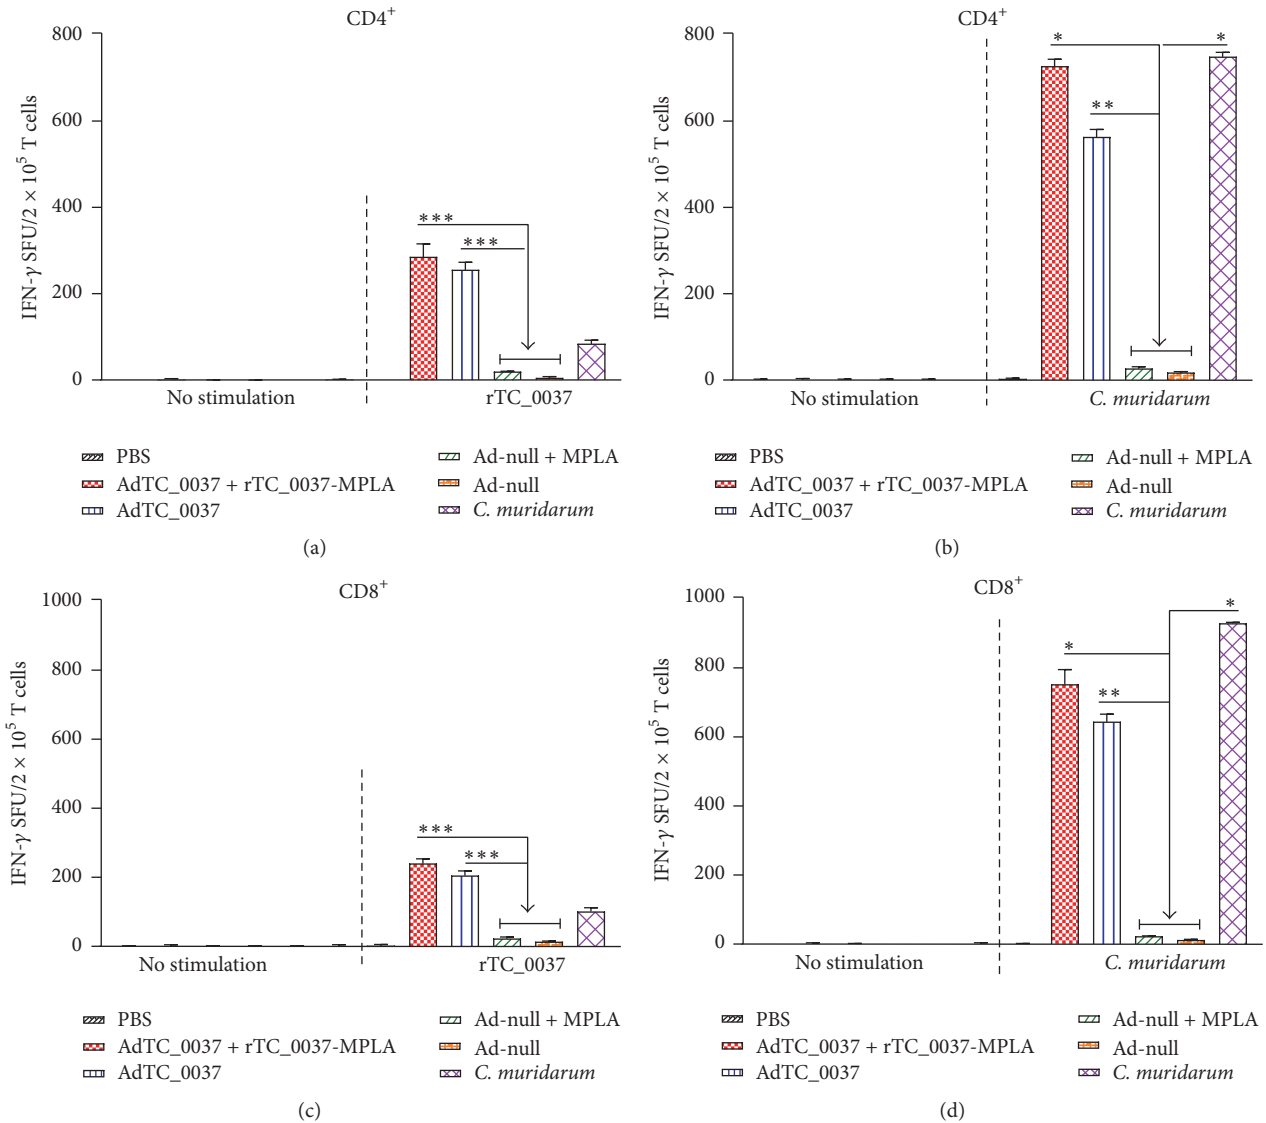 CD4+
IFN-γ SFU/2 × 10^5 T cells
800
600
400
200
0
***
***
No stimulation
rTC_0037
PBS
AdTC_0037 + rTC_0037-MPLA
AdTC_0037
Ad-null + MPLA
Ad-null
C. muridarum
(a)
CD4+
IFN-γ SFU/2 × 10^5 T cells
800
600
400
200
0
*
*
**
No stimulation
C. muridarum
PBS
AdTC_0037 + rTC_0037-MPLA
AdTC_0037
Ad-null + MPLA
Ad-null
C. muridarum
(b)
CD8+
IFN-γ SFU/2 × 10^5 T cells
1000
800
600
400
200
0
***
***
No stimulation
rTC_0037
PBS
AdTC_0037 + rTC_0037-MPLA
AdTC_0037
Ad-null + MPLA
Ad-null
C. muridarum
(c)
CD8+
IFN-γ SFU/2 × 10^5 T cells
1000
800
600
400
200
0
*
*
**
No stimulation
C. muridarum
PBS
AdTC_0037 + rTC_0037-MPLA
AdTC_0037
Ad-null + MPLA
Ad-null
C. muridarum
(d)